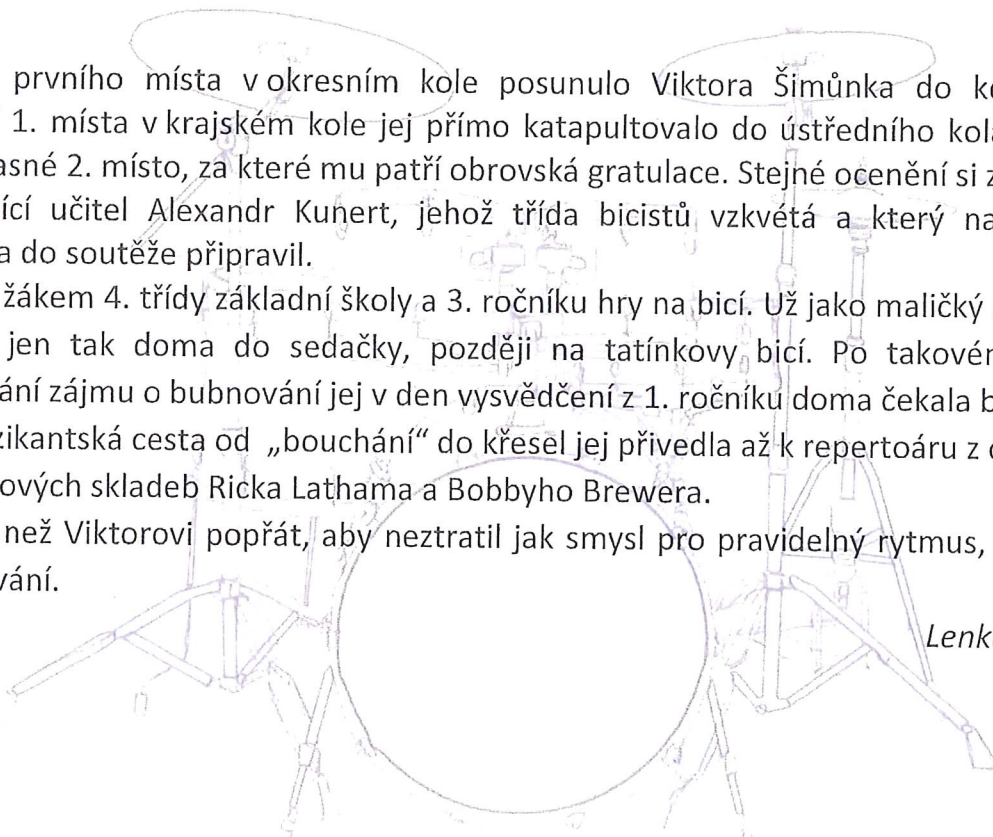 prvního místa v okresním kole posunulo Viktora Šimůnka do k
1. místa v krajském kole jej přímo katapultovalo do ústředního kol
asné 2. místo, za které mu patří obrovská gratulace. Stejné ocenění si z
ící učitel Alexandr Kunert, jehož třída bicistů vzkvétá a který na
a do soutěže připravil.
žákem 4. třídy základní školy a 3. ročníku hry na bicí. Už jako maličký
jen tak doma do sedačky, později na tatínkovy bicí. Po takovém
ání zájmu o bubnování jej v den vysvědčení z 1. ročníku doma čekala b
zikantská cesta od „bouchání“ do křesel jej přivedla až k repertoáru z
ových skladeb Ricka Lathama a Bobbyho Brewera.
než Viktorovi popřát, aby neztratil jak smysl pro pravidelný rytmus,
vání.
Lenk